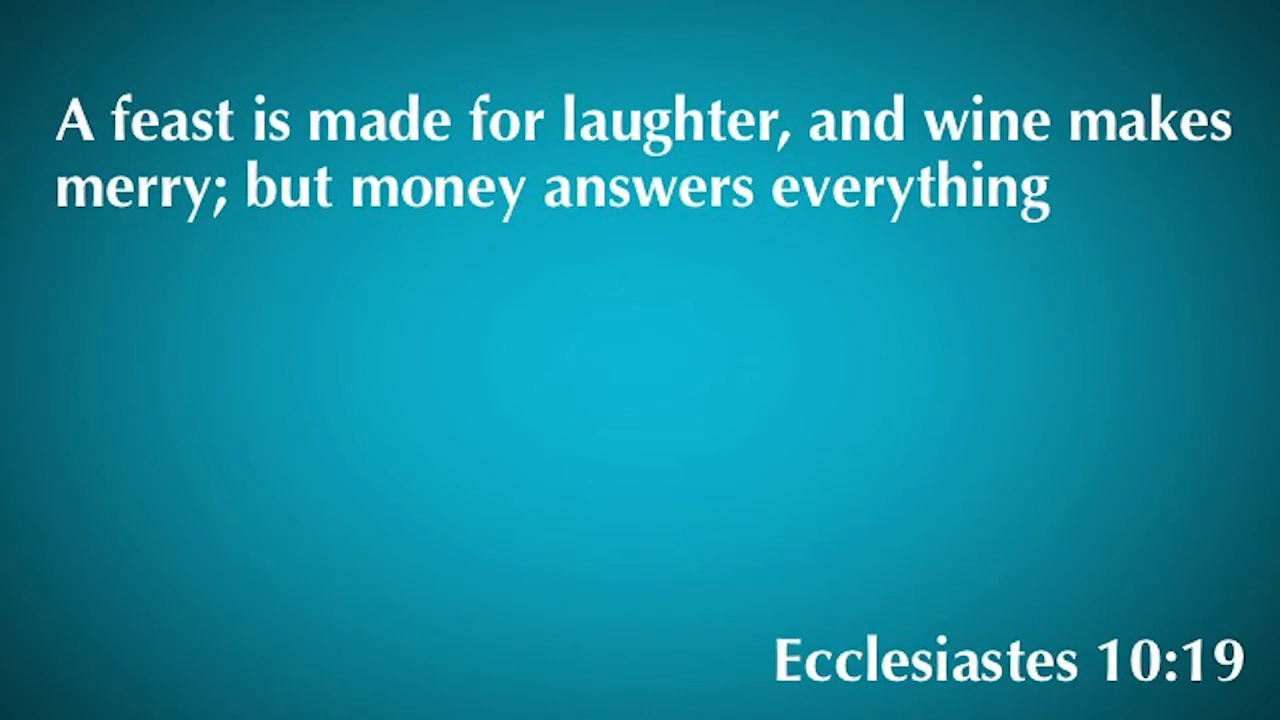 A feast is made for laughter, and wine makes
merry; but money answers everything
Ecclesiastes 10:19